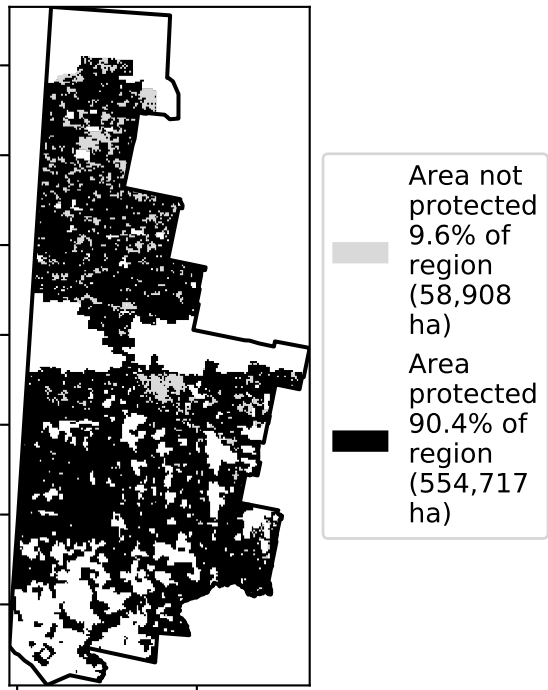 Area not
protected
9.6% of
region
(58,908
ha)
Area
protected
90.4% of
region
(554,717
ha)